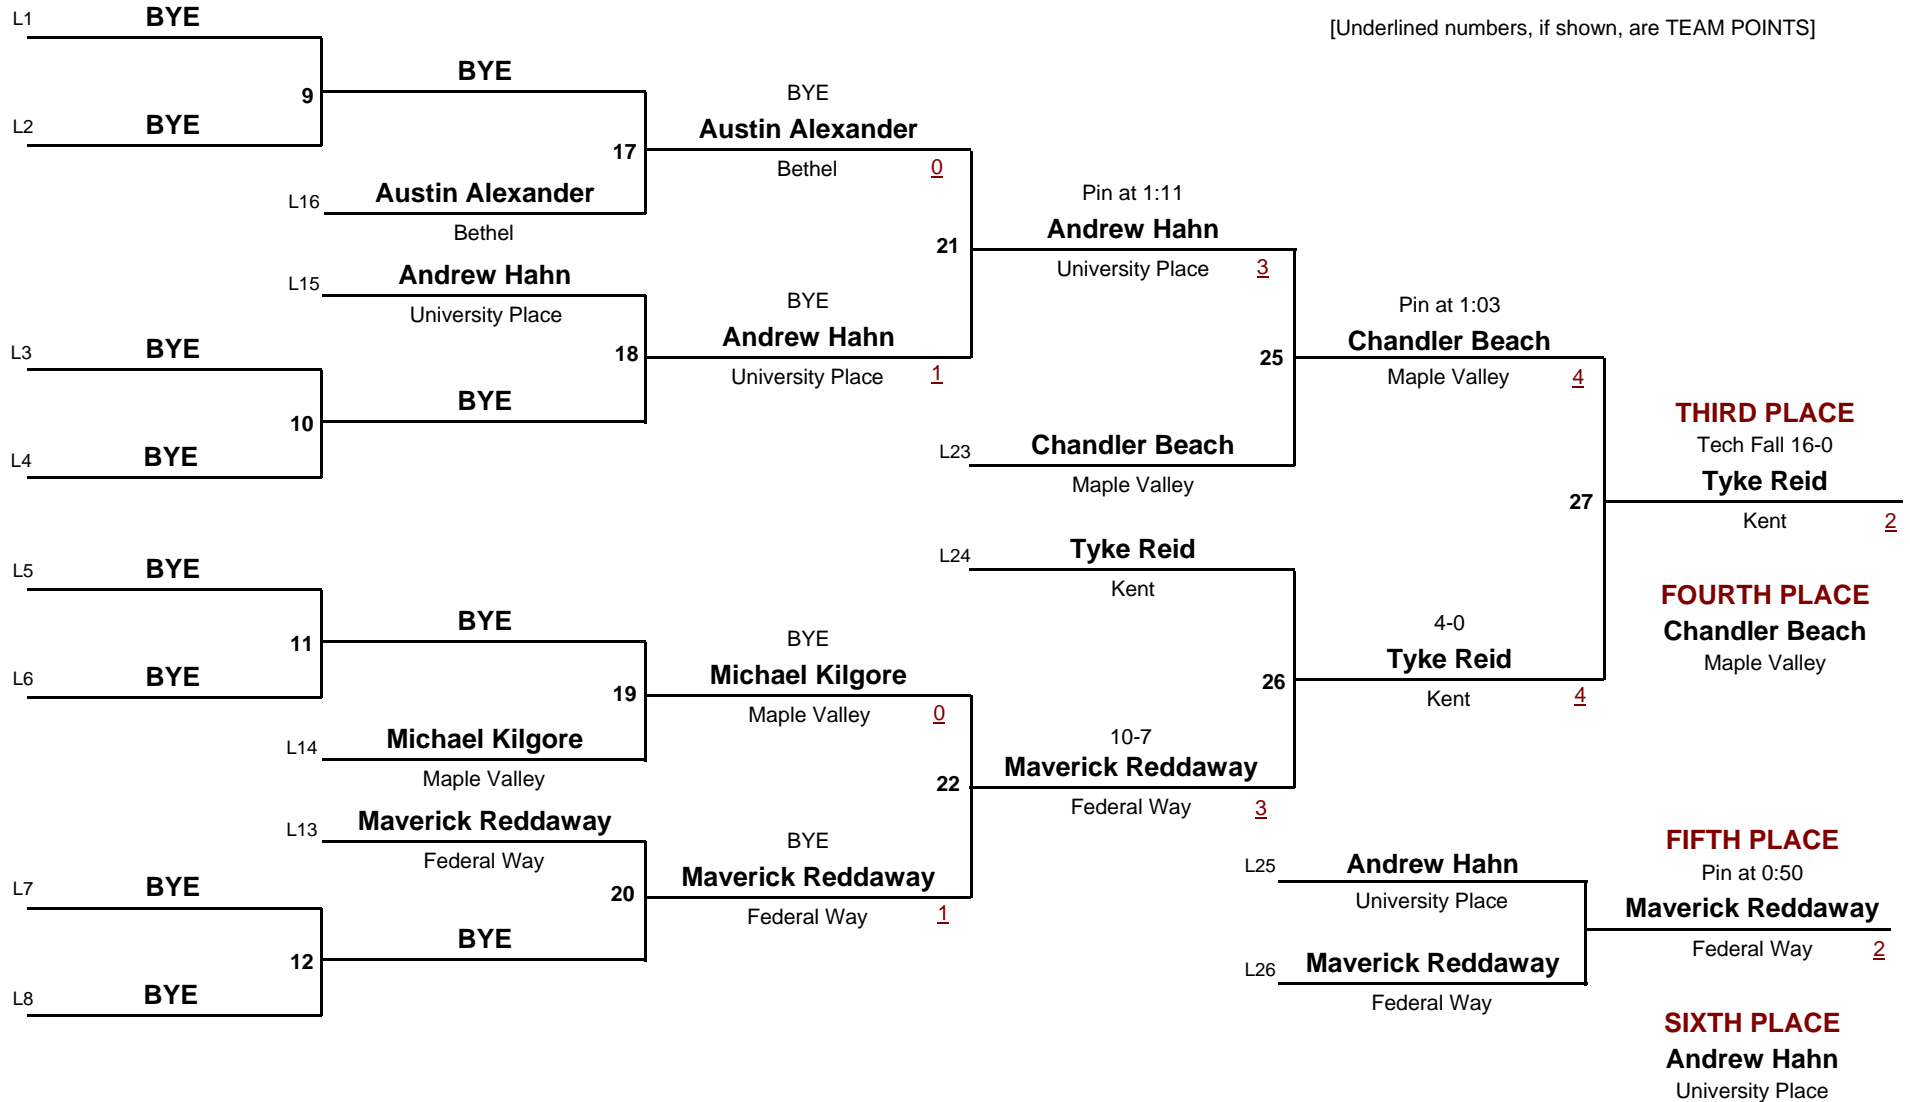 [Underlined numbers, if shown, are TEAM POINTS]
L1 BYE
9
L2 BYE
BYE
17
L16 Austin Alexander
Bethel
BYE
Austin Alexander
Bethel 0
L15 Andrew Hahn
University Place
18
L3 BYE
10
L4 BYE
BYE
BYE
Andrew Hahn
University Place 1
21
Pin at 1:11
Andrew Hahn
University Place 3
25
L23 Chandler Beach
Maple Valley
Pin at 1:03
Chandler Beach
Maple Valley 4
27
L5 BYE
11
L6 BYE
BYE
19
L14 Michael Kilgore
Maple Valley
BYE
Michael Kilgore
Maple Valley 0
22
L13 Maverick Reddaway
Federal Way
20
L7 BYE
12
L8 BYE
BYE
BYE
Maverick Reddaway
Federal Way 1
L24 Tyke Reid
Kent
26
10-7
Maverick Reddaway
Federal Way 3
4-0
Tyke Reid
Kent 4
THIRD PLACE
Tech Fall 16-0
Tyke Reid
Kent 2
FOURTH PLACE
Chandler Beach
Maple Valley
L25 Andrew Hahn
University Place
L26 Maverick Reddaway
Federal Way
FIFTH PLACE
Pin at 0:50
Maverick Reddaway
Federal Way 2
SIXTH PLACE
Andrew Hahn
University Place